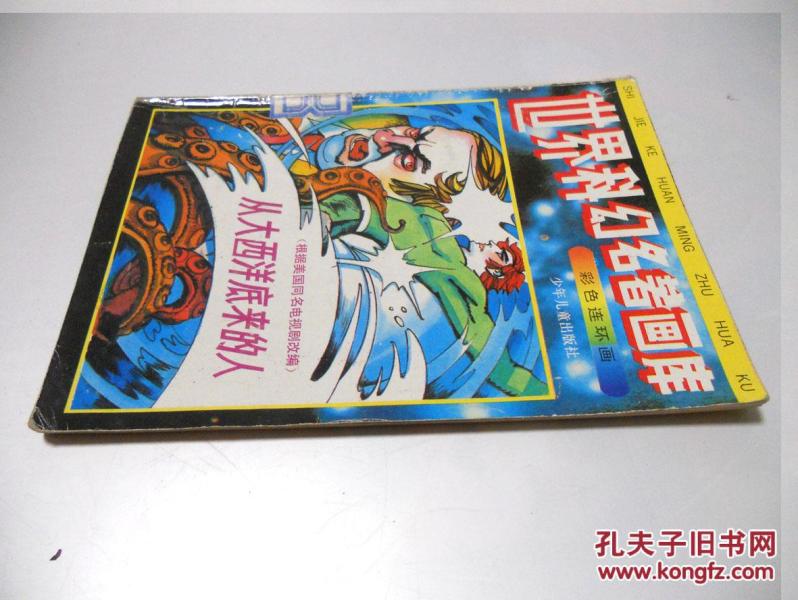 SHI JIE KE HUAN MING ZHU HUA KU
世界科幻名著画库
彩色连环画
少年儿童出版社
(根据美国同名电视剧改编)
从大西洋底来的人
孔夫子旧书网
www.kongfz.com